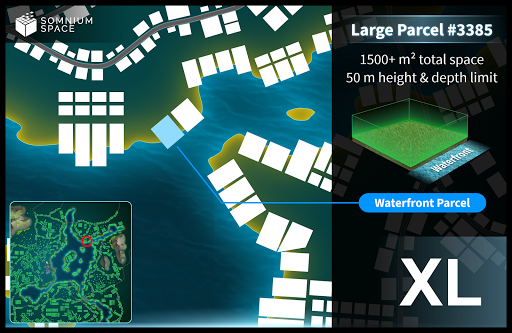 SOMNIUM
SPACE
Large Parcel #3385
1500+ m² total space
50 m height & depth limit
Waterfront
Waterfront Parcel
XL